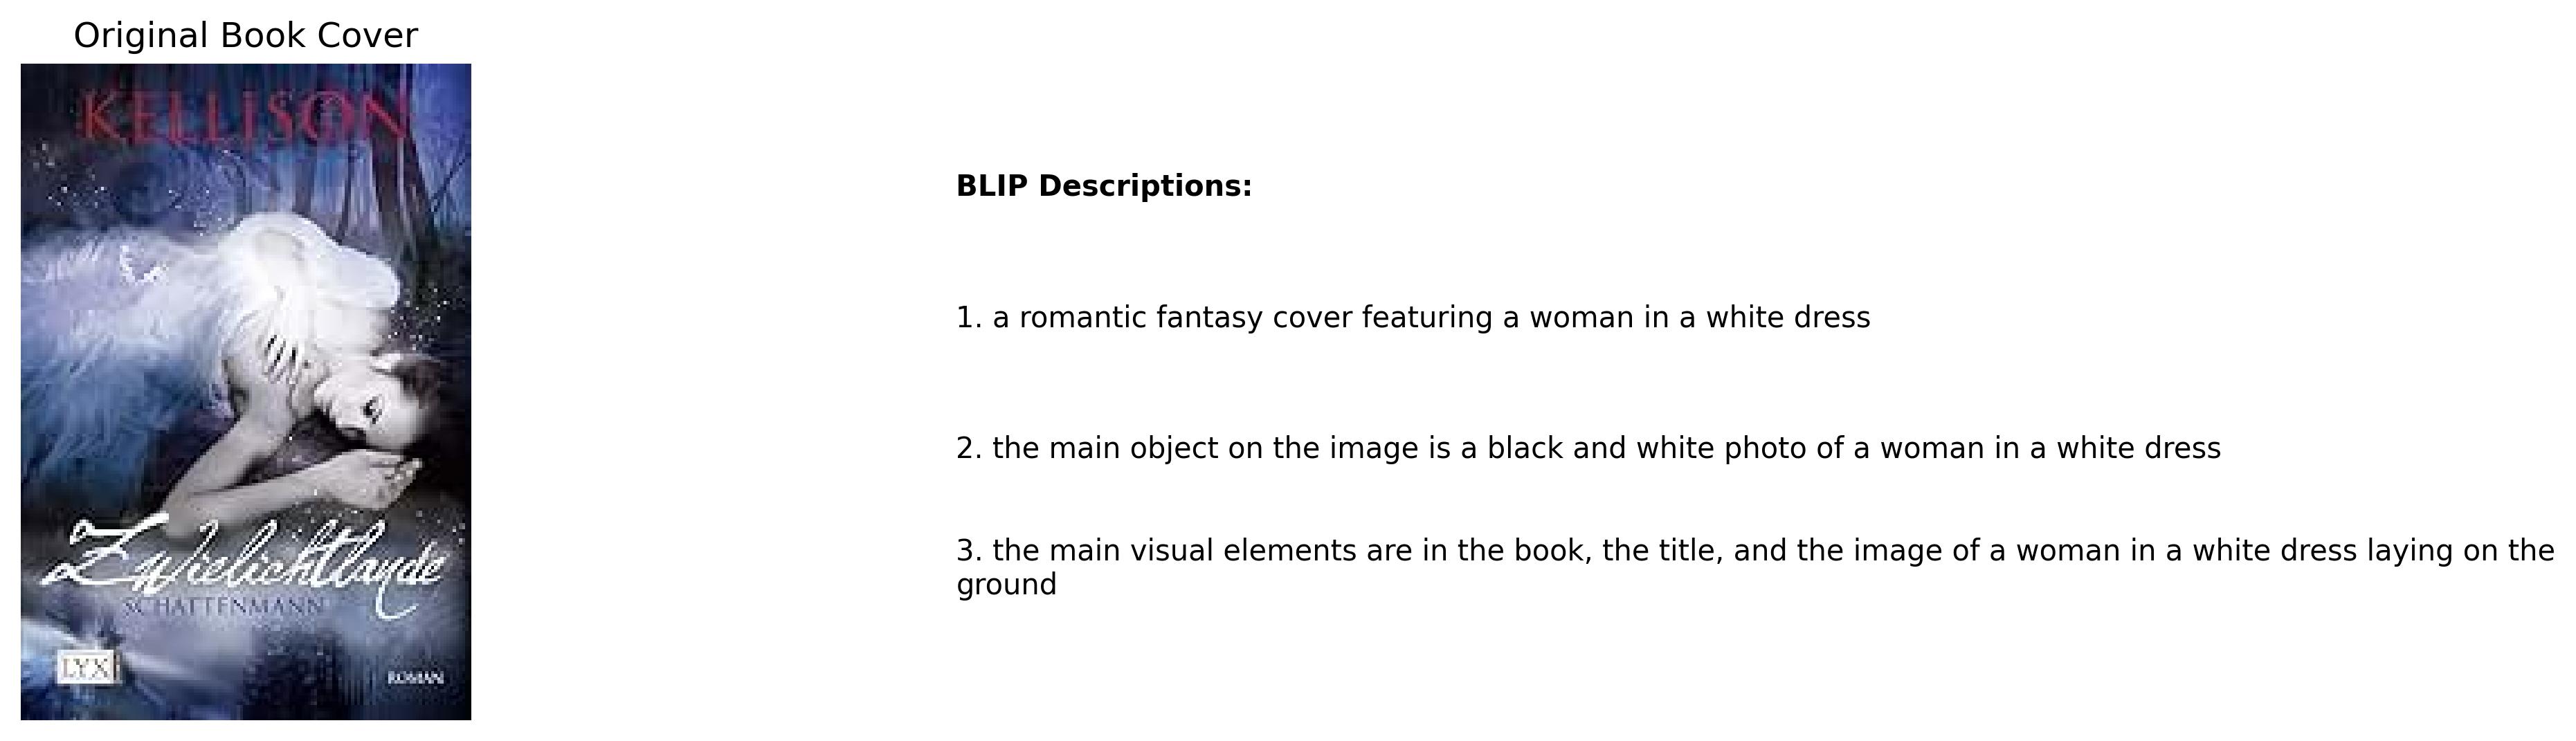 Original Book Cover
KELLISON
Zwielichtlande
SCHATTENMANN
LYX
ROMAN
BLIP Descriptions:
1. a romantic fantasy cover featuring a woman in a white dress
2. the main object on the image is a black and white photo of a woman in a white dress
3. the main visual elements are in the book, the title, and the image of a woman in a white dress laying on the
ground